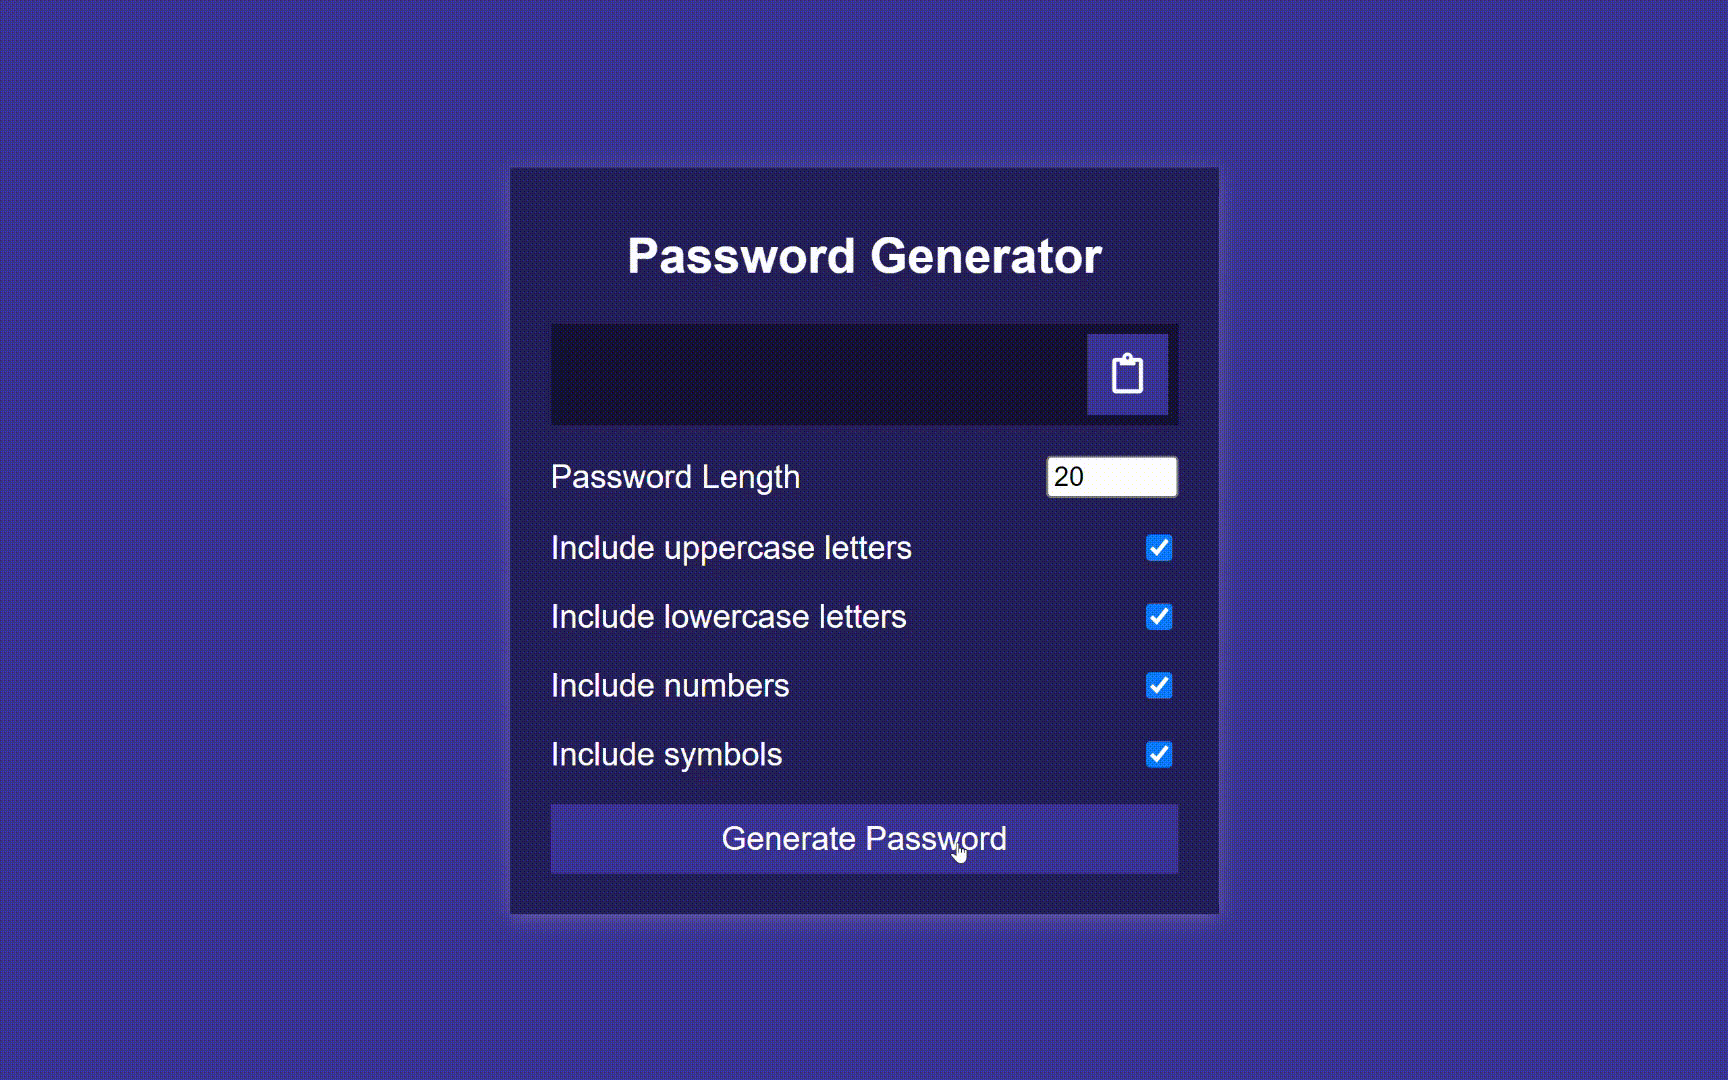 Password Generator
Password Length 20
Include uppercase letters
Include lowercase letters
Include numbers
Include symbols
Generate Password